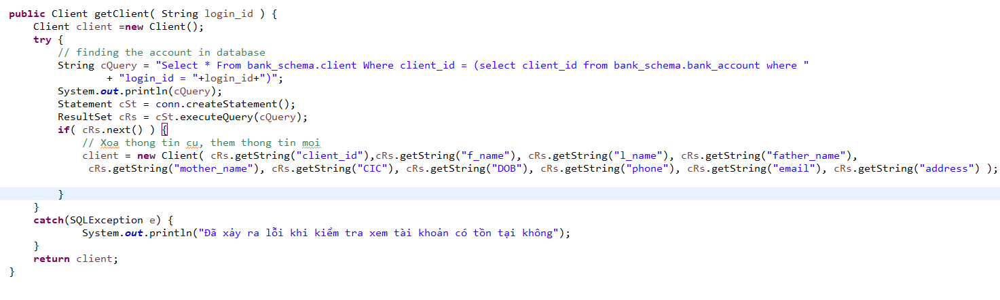 public Client getClient( String login_id ) {
Client client =new Client();
try {
// finding the account in database
String cQuery = "Select * From bank_schema.client Where client_id = (select client_id from bank_schema.bank_account where "
+ "login_id = "+login_id+")";
System.out.println(cQuery);
Statement cSt = conn.createStatement();
ResultSet cRs = cSt.executeQuery(cQuery);
if( cRs.next() ) {
// Xoa thong tin cu, them thong tin moi
client = new Client( cRs.getString("client_id"),cRs.getString("f_name"), cRs.getString("l_name"), cRs.getString("father_name"),
cRs.getString("mother_name"), cRs.getString("CIC"), cRs.getString("DOB"), cRs.getString("phone"), cRs.getString("email"), cRs.getString("address") );
}
}
catch(SQLException e) {
System.out.println("Đã xảy ra lỗi khi kiểm tra xem tài khoản có tồn tại không");
}
return client;
}